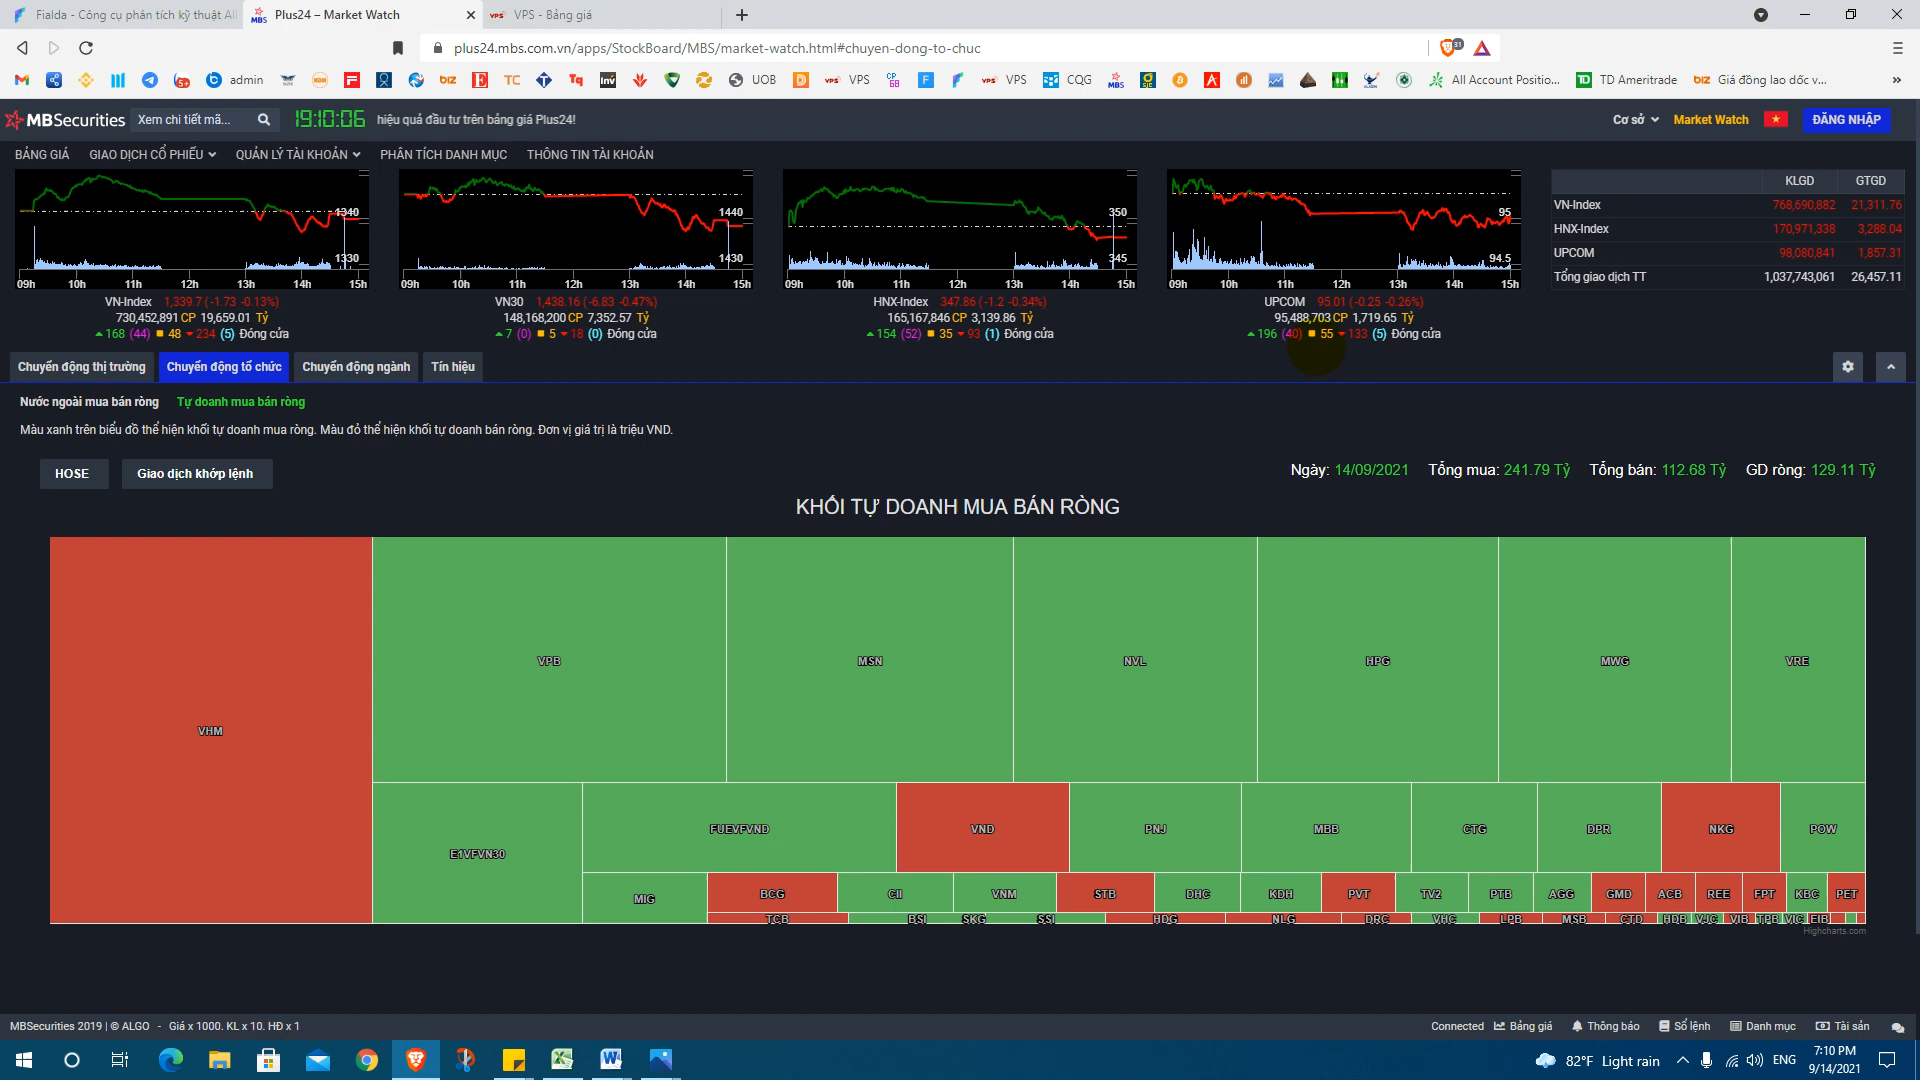 Fialda - Công cụ phân tích kỹ thuật AI
MBS Plus24 – Market Watch
VPS VPS - Bảng giá
plus24.mbs.com.vn/apps/StockBoard/MBS/market-watch.html#chuyen-dong-to-chuc
31
admin
biz
TC
Tq
inv
UOB
VPS VPS
VPS VPS
CQG
MBS
All Account Positio...
TD Ameritrade
biz Giá đồng lao dốc v...
»
MBSecurities
Xem chi tiết mã...
19:10:06
hiệu quả đầu tư trên bảng giá Plus24!
Cơ sở
Market Watch
ĐĂNG NHẬP
BẢNG GIÁ
GIAO DỊCH CỔ PHIẾU
QUẢN LÝ TÀI KHOẢN
PHÂN TÍCH DANH MỤC
THÔNG TIN TÀI KHOẢN
1340
1330
09h 10h 11h 12h 13h 14h 15h
VN-Index 1,339.7 (-1.73 -0.13%)
730,452,891 CP 19,659.01 Tỷ
168 (44) 48 234 (5) Đóng cửa
1440
1430
09h 10h 11h 12h 13h 14h 15h
VN30 1,438.16 (-6.83 -0.47%)
148,168,200 CP 7,352.57 Tỷ
7 (0) 5 18 (0) Đóng cửa
350
345
09h 10h 11h 12h 13h 14h 15h
HNX-Index 347.86 (-1.2 -0.34%)
165,167,846 CP 3,139.86 Tỷ
154 (52) 35 93 (1) Đóng cửa
95
94.5
09h 10h 11h 12h 13h 14h 15h
UPCOM 95.01 (-0.25 -0.26%)
95,488,703 CP 1,719.65 Tỷ
196 (40) 55 133 (5) Đóng cửa
KLGD GTGD
VN-Index 768,690,882 21,311.76
HNX-Index 170,971,338 3,288.04
UPCOM 98,080,841 1,857.31
Tổng giao dịch TT 1,037,743,061 26,457.11
Chuyển động thị trường
Chuyển động tổ chức
Chuyển động ngành
Tín hiệu
Nước ngoài mua bán ròng
Tự doanh mua bán ròng
Màu xanh trên biểu đồ thể hiện khối tự doanh mua ròng. Màu đỏ thể hiện khối tự doanh bán ròng. Đơn vị giá trị là triệu VND.
HOSE
Giao dịch khớp lệnh
Ngày: 14/09/2021 Tổng mua: 241.79 Tỷ Tổng bán: 112.68 Tỷ GD ròng: 129.11 Tỷ
KHỐI TỰ DOANH MUA BÁN RÒNG
VHM
VPB
MSN
NVL
HPG
MWG
VRE
E1VFVN30
FUEVFVND
VND
PNJ
MBB
CTG
DPR
NKG
POW
MIG
BCG
CII
VNM
STB
DHC
KDH
PVT
TV2
PTB
AGG
GMD
ACB
REE
FPT
KBC
PET
TCB
BSI
SKG
SSI
HDG
NLG
DRC
VHC
LPB
MSB
CTD
HDB
VJC
VIB
TPB
VIC
EIB
Highcharts.com
MBSecurities 2019 | © ALGO - Giá x 1000. KL x 10. HĐ x 1
Connected
Bảng giá
Thông báo
Sổ lệnh
Danh mục
Tài sản
82°F Light rain
ENG
7:10 PM
9/14/2021